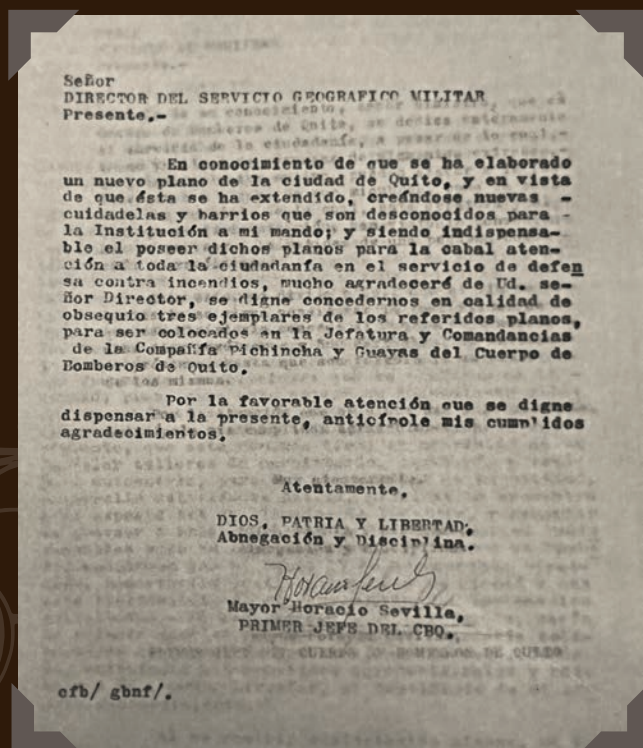 Señor
DIRECTOR DEL SERVICIO GEOGRAFICO MILITAR
Presente.-
En conocimiento de que se ha elaborado
un nuevo plano de la ciudad de Quito, y en vista
de que ésta se ha extendido, creándose nuevas -
cuidadelas y barrios que son desconocidos para -
la Institución a mi mando; y siendo indispensa-
ble el poseer dichos planos para la cabal aten-
ción a toda la ciudadanía en el servicio de defen
sa contra incendios, mucho agradeceré de Ud. se-
ñor Director, se digne concedernos en calidad de
obsequio tres ejemplares de los referidos planos,
para ser colocados en la Jefatura y Comandancias
de la Compañía Pichincha y Guayas del Cuerpo de
Bomberos de Quito.
Por la favorable atención que se digne
dispensar a la presente, anticípole mis cumplidos
agradecimientos.
Atentamente,
DIOS, PATRIA Y LIBERTAD,
Abnegación y Disciplina.
Mayor Horacio Sevilla,
PRIMER JEFE DEL CBQ.
cfb/ gbnf/.